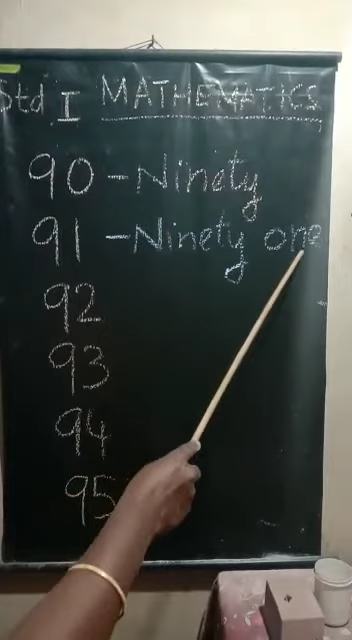 Std I MATHEMATICS
90 - Ninety
91 - Ninety one
92
93
94
95